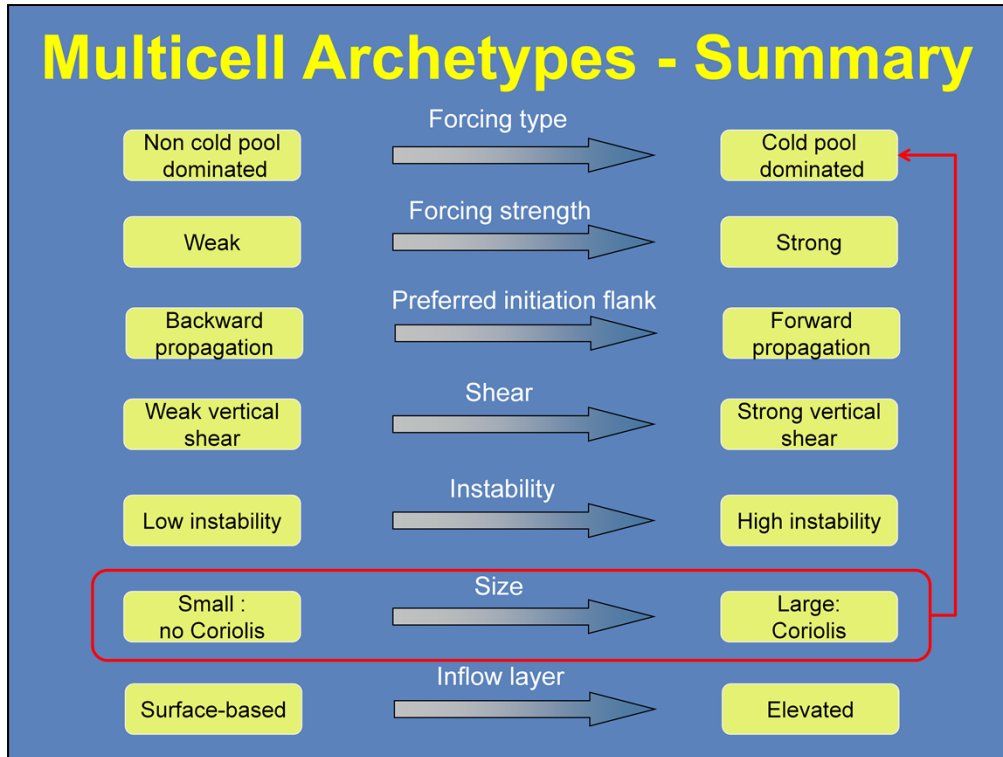 Multicell Archetypes - Summary
Forcing type
Non cold pool
dominated
Cold pool
dominated
Forcing strength
Weak
Strong
Preferred initiation flank
Backward
propagation
Forward
propagation
Shear
Weak vertical
shear
Strong vertical
shear
Instability
Low instability
High instability
Size
Small :
no Coriolis
Large:
Coriolis
Inflow layer
Surface-based
Elevated